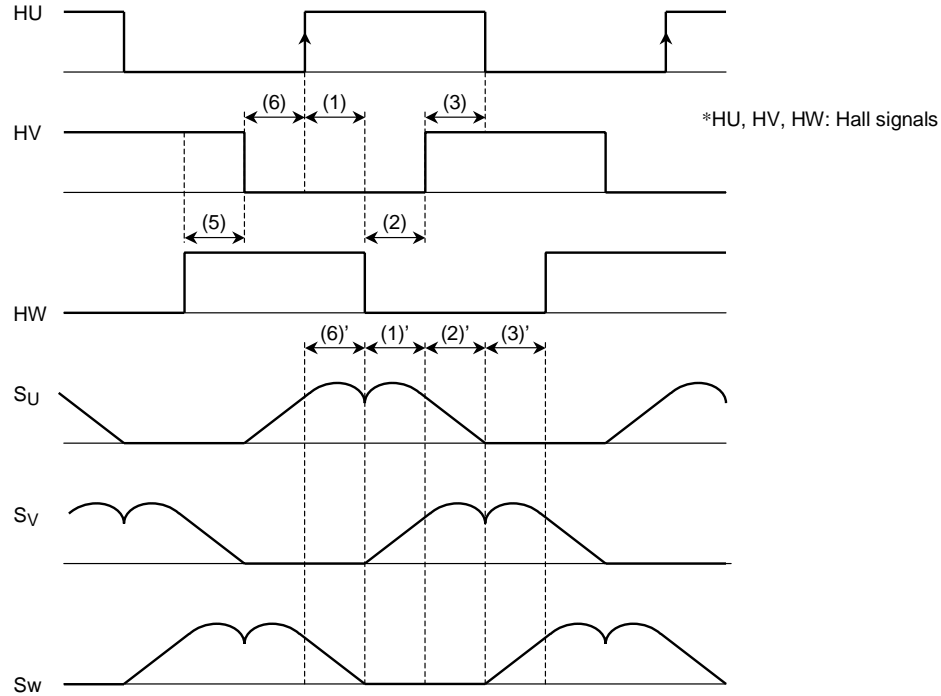 HU
(6) (1) (3)
HV
*HU, HV, HW: Hall signals
(5) (2)
HW
(6)' (1)' (2)' (3)'
SU
SV
Sw